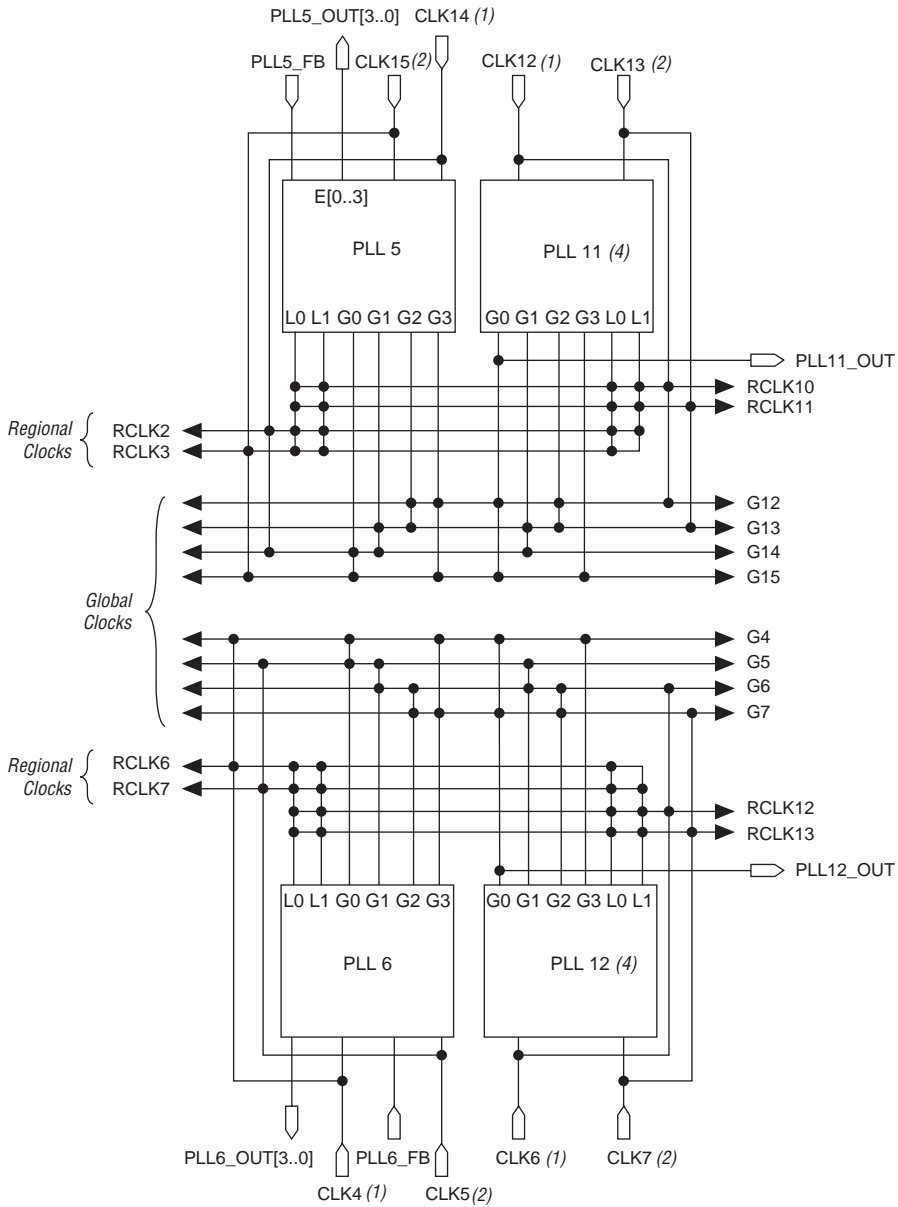 PLL5_OUT[3..0] CLK14 (1)
PLL5_FB CLK15 (2) CLK12 (1) CLK13 (2)
E[0..3]
PLL 5 PLL 11 (4)
L0 L1 G0 G1 G2 G3 G0 G1 G2 G3 L0 L1
PLL11_OUT
RCLK10
RCLK11
Regional Clocks
RCLK2
RCLK3
G12
G13
G14
G15
Global Clocks
G4
G5
G6
G7
Regional Clocks
RCLK6
RCLK7
RCLK12
RCLK13
PLL12_OUT
L0 L1 G0 G1 G2 G3 G0 G1 G2 G3 L0 L1
PLL 6 PLL 12 (4)
PLL6_OUT[3..0] PLL6_FB CLK6 (1) CLK7 (2)
CLK4 (1) CLK5 (2)